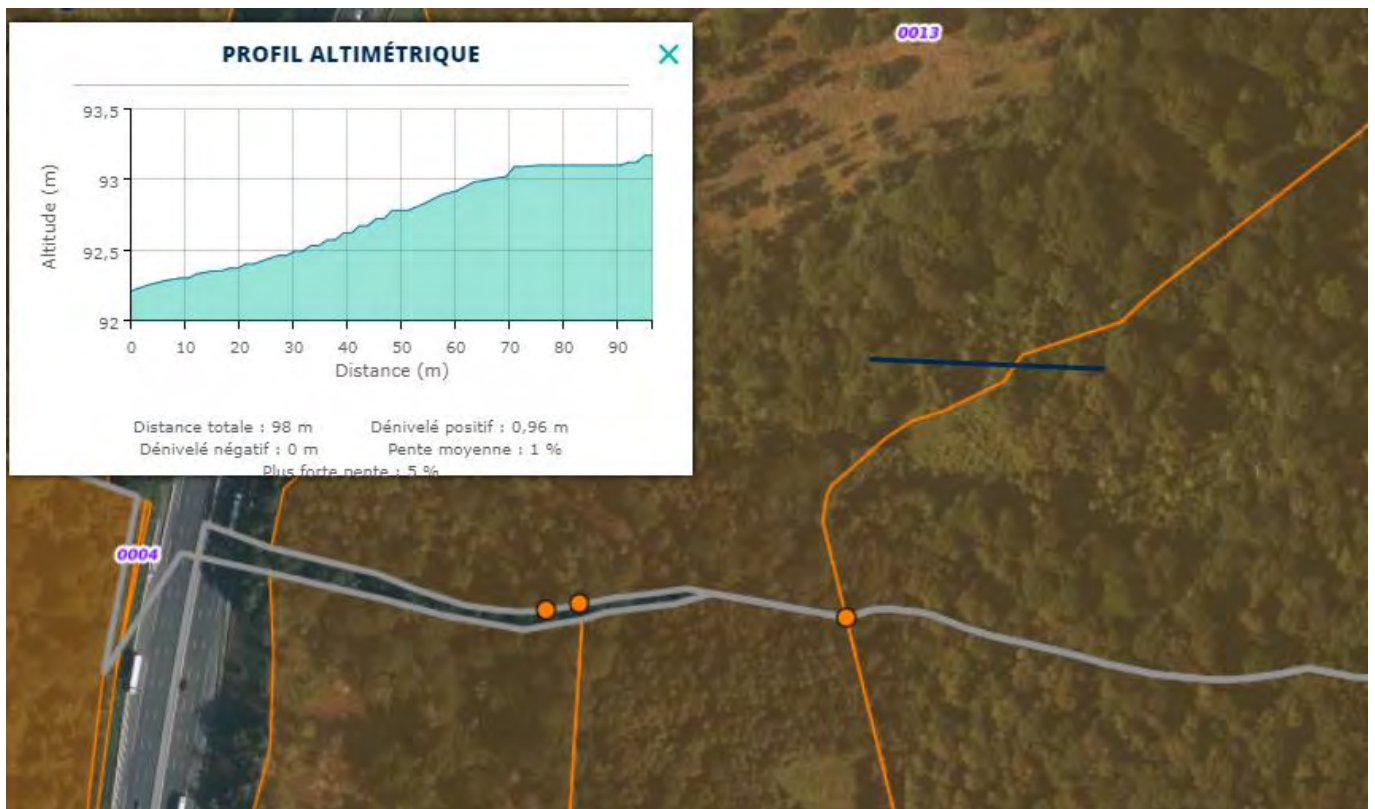 0013
PROFIL ALTIMÉTRIQUE
93,5
93
92,5
92
Altitude (m)
0 10 20 30 40 50 60 70 80 90
Distance (m)
Distance totale : 98 m Dénivelé positif : 0,96 m
Dénivelé négatif : 0 m Pente moyenne : 1 %
Plus forte pente : 5 %
0004